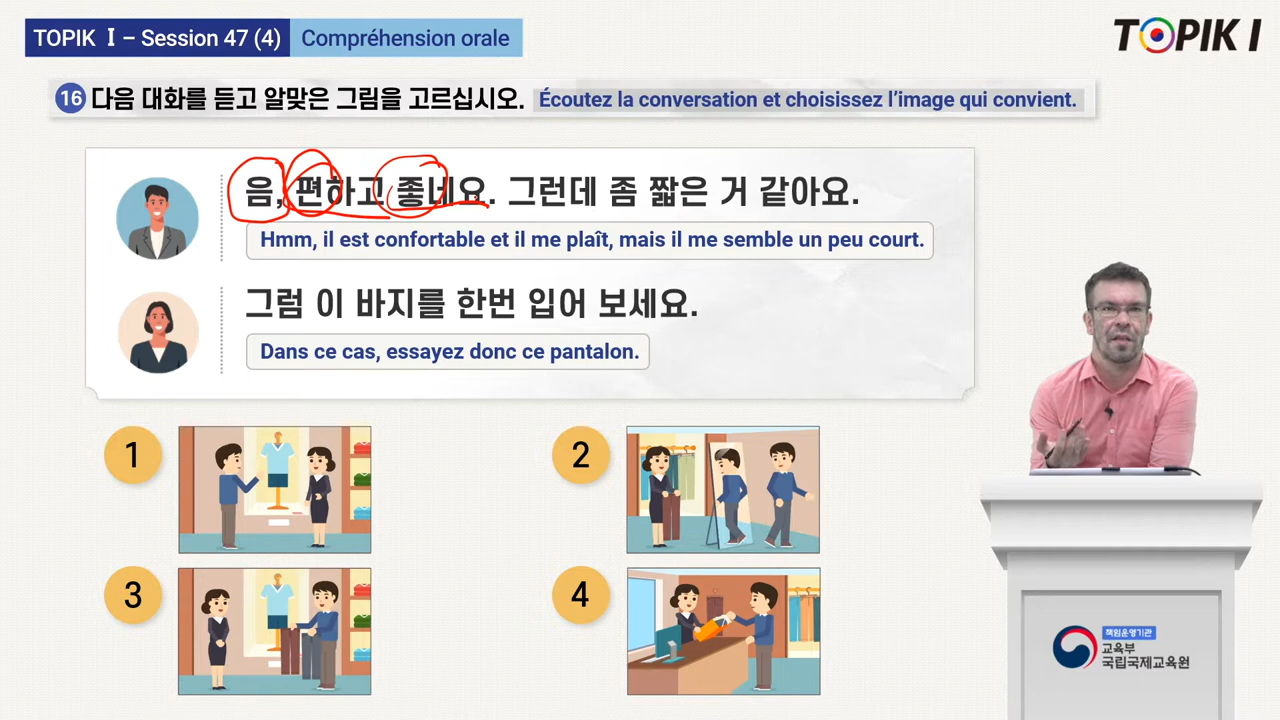 TOPIK Ⅰ – Session 47 (4) Compréhension orale
TOPIK I
16 다음 대화를 듣고 알맞은 그림을 고르십시오. Écoutez la conversation et choisissez l’image qui convient.
음, 편하고 좋네요. 그런데 좀 짧은 거 같아요.
Hmm, il est confortable et il me plaît, mais il me semble un peu court.
그럼 이 바지를 한번 입어 보세요.
Dans ce cas, essayez donc ce pantalon.
1
2
3
4
책임운영기관
교육부
국립국제교육원